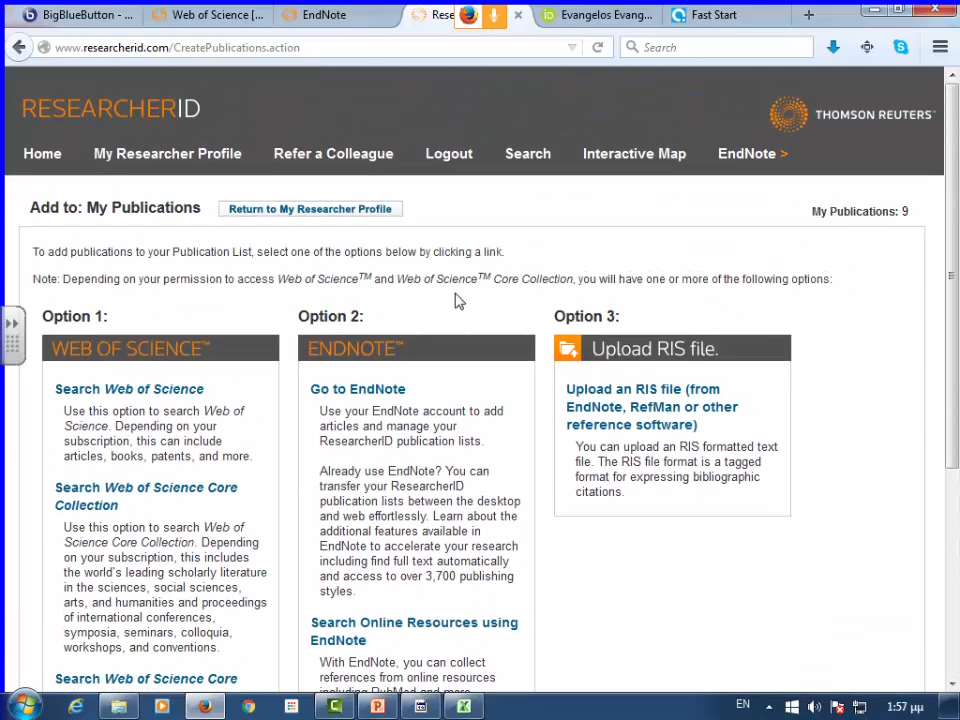 BigBlueButton - ...
Web of Science [...
EndNote
Rese
Evangelos Evang...
Fast Start
www.researcherid.com/CreatePublications.action
Search
RESEARCHERID
THOMSON REUTERS™
Home
My Researcher Profile
Refer a Colleague
Logout
Search
Interactive Map
EndNote >
Add to: My Publications
Return to My Researcher Profile
My Publications: 9
To add publications to your Publication List, select one of the options below by clicking a link.
Note: Depending on your permission to access Web of Science™ and Web of Science™ Core Collection, you will have one or more of the following options:
Option 1:
WEB OF SCIENCE™
Search Web of Science
Use this option to search Web of
Science. Depending on your
subscription, this can include
articles, books, patents, and more.
Search Web of Science Core
Collection
Use this option to search Web of
Science Core Collection. Depending
on your subscription, this includes
the world's leading scholarly literature
in the sciences, social sciences,
arts, and humanities and proceedings
of international conferences,
symposia, seminars, colloquia,
workshops, and conventions.
Search Web of Science Core
Option 2:
ENDNOTE™
Go to EndNote
Use your EndNote account to add
articles and manage your
ResearcherID publication lists.
Already use EndNote? You can
transfer your ResearcherID
publication lists between the desktop
and web effortlessly. Learn about the
additional features available in
EndNote to accelerate your research
including find full text automatically
and access to over 3,700 publishing
styles.
Search Online Resources using
EndNote
With EndNote, you can collect
references from online resources
including PubMed and more
Option 3:
Upload RIS file.
Upload an RIS file (from
EndNote, RefMan or other
reference software)
You can upload an RIS formatted text
file. The RIS file format is a tagged
format for expressing bibliographic
citations.
EN
1:57 μμ